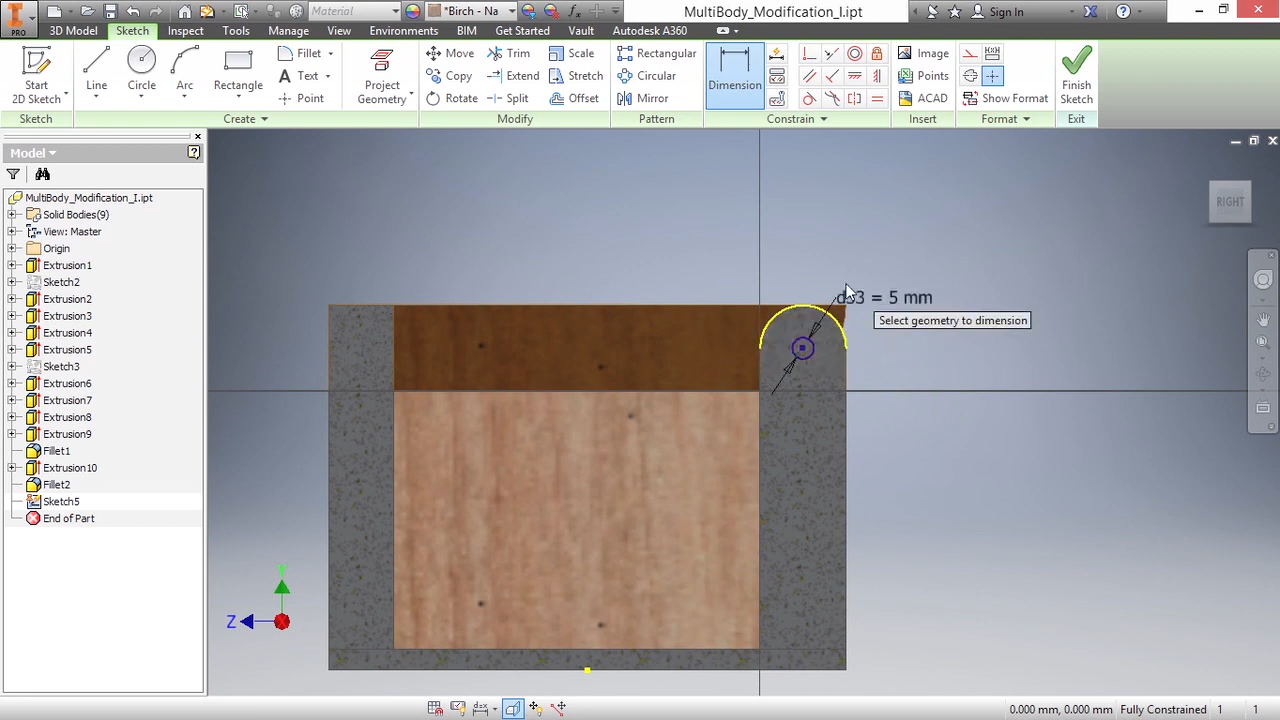 Material
*Birch - Na
MultiBody_Modification_I.ipt
Sign In
PRO
3D Model
Sketch
Inspect
Tools
Manage
View
Environments
BIM
Get Started
Vault
Autodesk A360
Start
2D Sketch
Line
Circle
Arc
Rectangle
Fillet
Text
Point
Project
Geometry
Move
Copy
Rotate
Trim
Extend
Split
Scale
Stretch
Offset
Rectangular
Circular
Mirror
Dimension
Image
Points
ACAD
Show Format
Finish
Sketch
Sketch
Create
Modify
Pattern
Constrain
Insert
Format
Exit
Model
MultiBody_Modification_I.ipt
Solid Bodies(9)
View: Master
Origin
Extrusion1
Sketch2
Extrusion2
Extrusion3
Extrusion4
Extrusion5
Sketch3
Extrusion6
Extrusion7
Extrusion8
Extrusion9
Fillet1
Extrusion10
Fillet2
Sketch5
End of Part
RIGHT
= 5 mm
Select geometry to dimension
Y
Z
0.000 mm, 0.000 mm
Fully Constrained
1
1